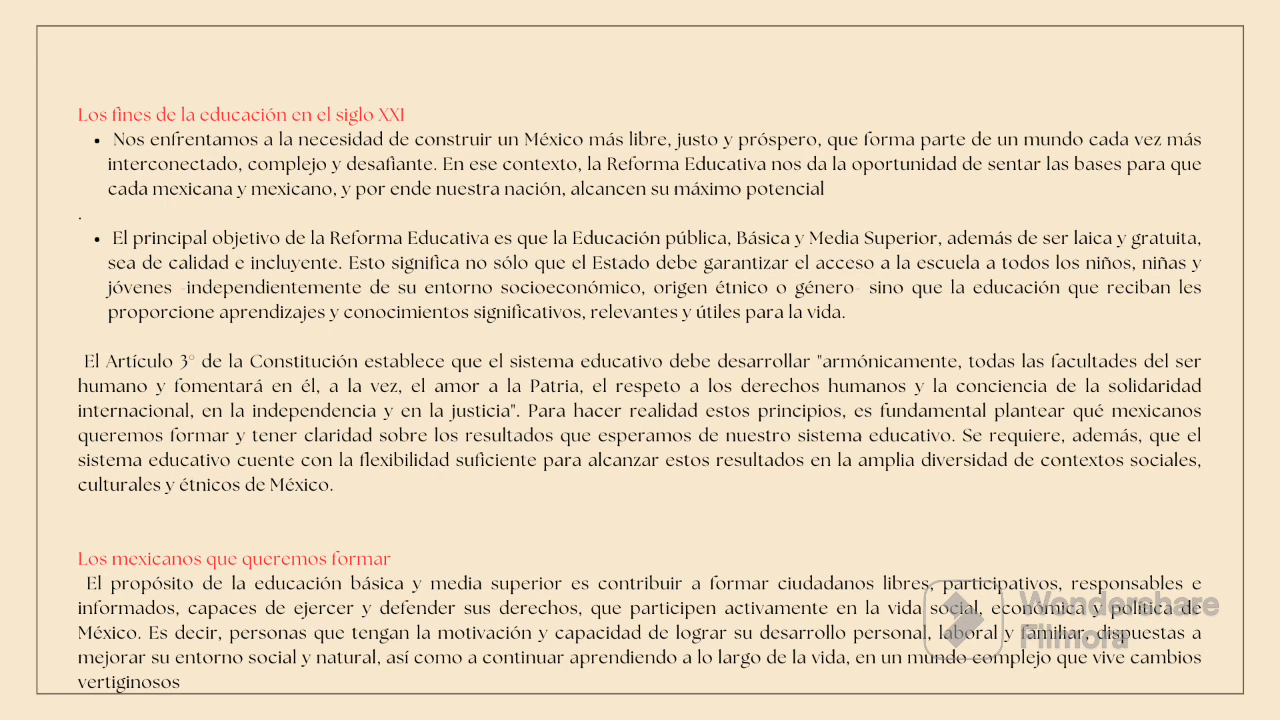 Los fines de la educación en el siglo XXI
• Nos enfrentamos a la necesidad de construir un México más libre, justo y próspero, que forma parte de un mundo cada vez más
interconectado, complejo y desafiante. En ese contexto, la Reforma Educativa nos da la oportunidad de sentar las bases para que
cada mexicana y mexicano, y por ende nuestra nación, alcancen su máximo potencial
.
• El principal objetivo de la Reforma Educativa es que la Educación pública, Básica y Media Superior, además de ser laica y gratuita,
sea de calidad e incluyente. Esto significa no sólo que el Estado debe garantizar el acceso a la escuela a todos los niños, niñas y
jóvenes -independientemente de su entorno socioeconómico, origen étnico o género- sino que la educación que reciban les
proporcione aprendizajes y conocimientos significativos, relevantes y útiles para la vida.
El Artículo 3° de la Constitución establece que el sistema educativo debe desarrollar "armónicamente, todas las facultades del ser
humano y fomentará en él, a la vez, el amor a la Patria, el respeto a los derechos humanos y la conciencia de la solidaridad
internacional, en la independencia y en la justicia". Para hacer realidad estos principios, es fundamental plantear qué mexicanos
queremos formar y tener claridad sobre los resultados que esperamos de nuestro sistema educativo. Se requiere, además, que el
sistema educativo cuente con la flexibilidad suficiente para alcanzar estos resultados en la amplia diversidad de contextos sociales,
culturales y étnicos de México.
Los mexicanos que queremos formar
El propósito de la educación básica y media superior es contribuir a formar ciudadanos libres, participativos, responsables e
informados, capaces de ejercer y defender sus derechos, que participen activamente en la vida social, económica y política de
México. Es decir, personas que tengan la motivación y capacidad de lograr su desarrollo personal, laboral y familiar, dispuestas a
mejorar su entorno social y natural, así como a continuar aprendiendo a lo largo de la vida, en un mundo complejo que vive cambios
vertiginosos
Wondershare
Filmora